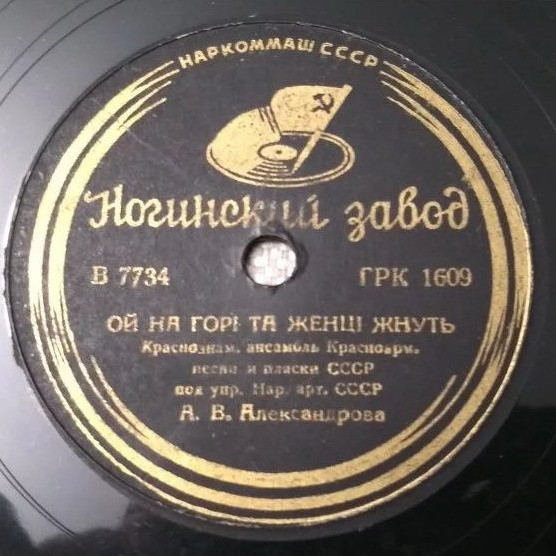 НАРКОММАШ СССР
Ногинский завод
В 7734 ГРК 1609
ОЙ НА ГОРІ ТА ЖЕНЦІ ЖНУТЬ
Краснознам. ансамбль Красноарм.
песни и пляски СССР
под упр. Нар. арт. СССР
А. В. Александрова